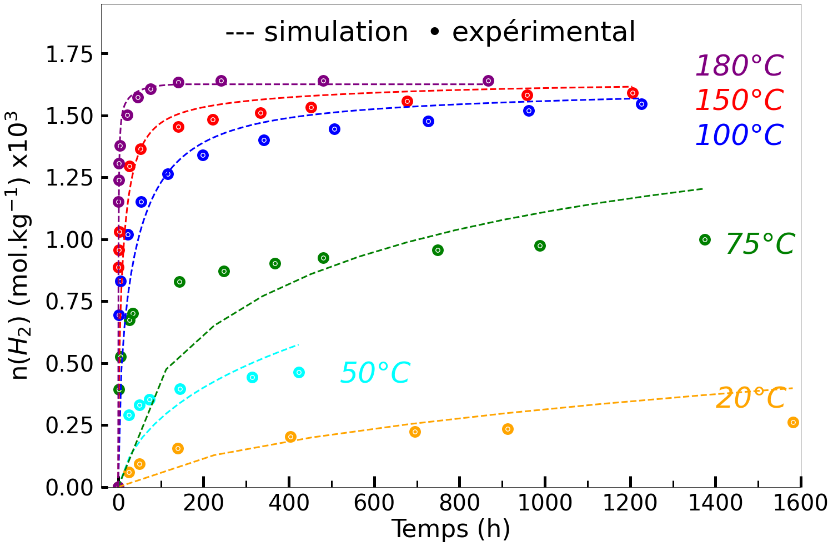 --- simulation • expérimental
180°C
150°C
100°C
75°C
50°C
20°C
n(H₂) (mol.kg⁻¹) x10³
1.75
1.50
1.25
1.00
0.75
0.50
0.25
0.00
0 200 400 600 800 1000 1200 1400 1600
Temps (h)